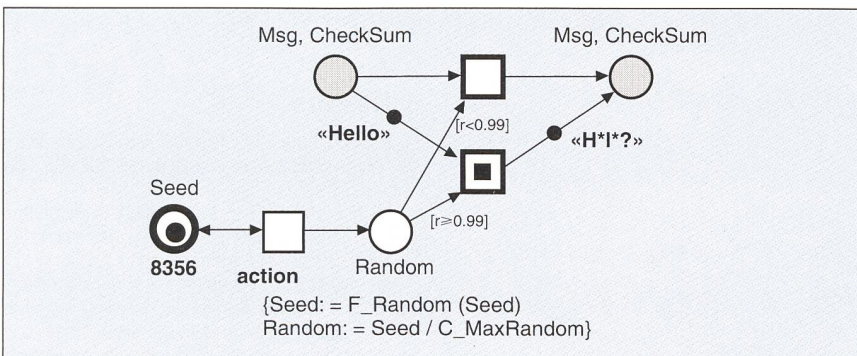 Msg, CheckSum
Msg, CheckSum
[r<0.99]
«Hello»
«H*l*?»
Seed
[r≥0.99]
8356
action
Random
{Seed: = F_Random (Seed)
Random: = Seed / C_MaxRandom}